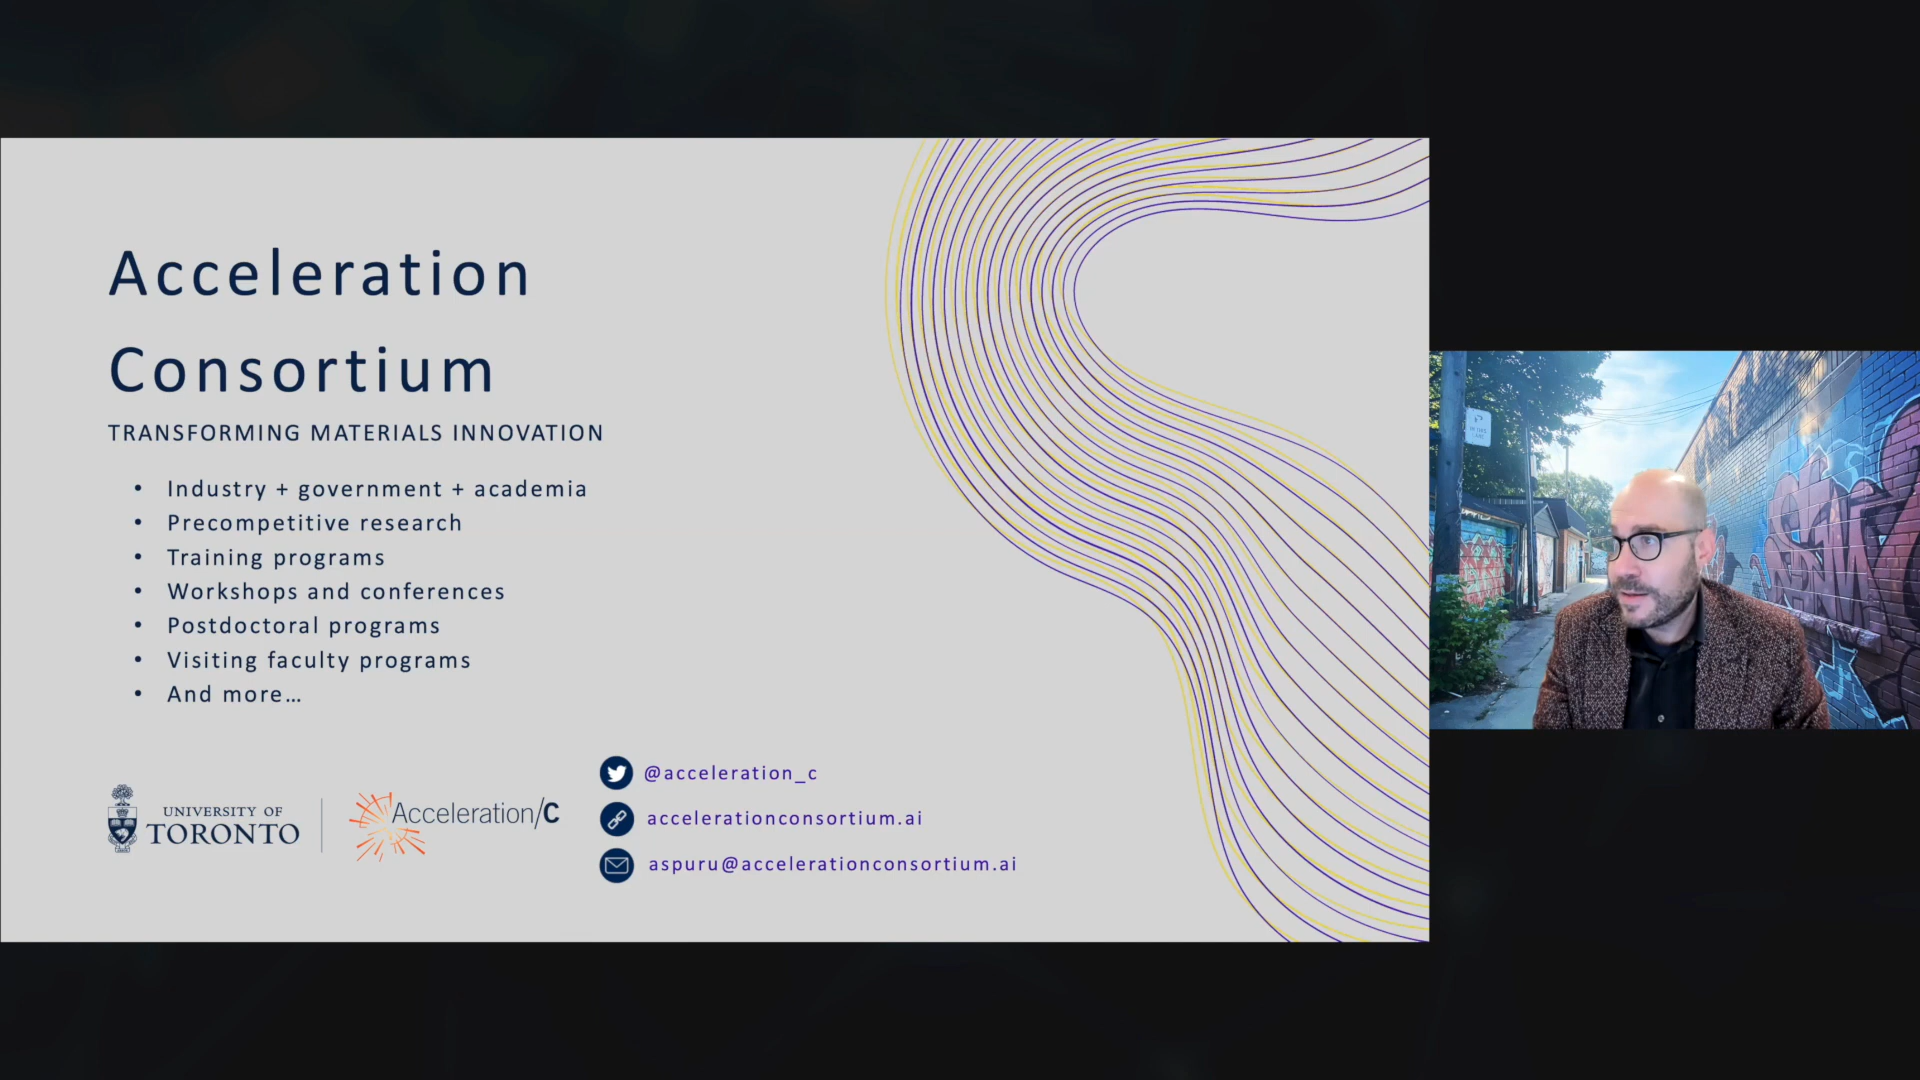 Acceleration
Consortium
TRANSFORMING MATERIALS INNOVATION
• Industry + government + academia
• Precompetitive research
• Training programs
• Workshops and conferences
• Postdoctoral programs
• Visiting faculty programs
• And more…
UNIVERSITY OF
TORONTO
Acceleration/C
@acceleration_c
accelerationconsortium.ai
aspuru@accelerationconsortium.ai